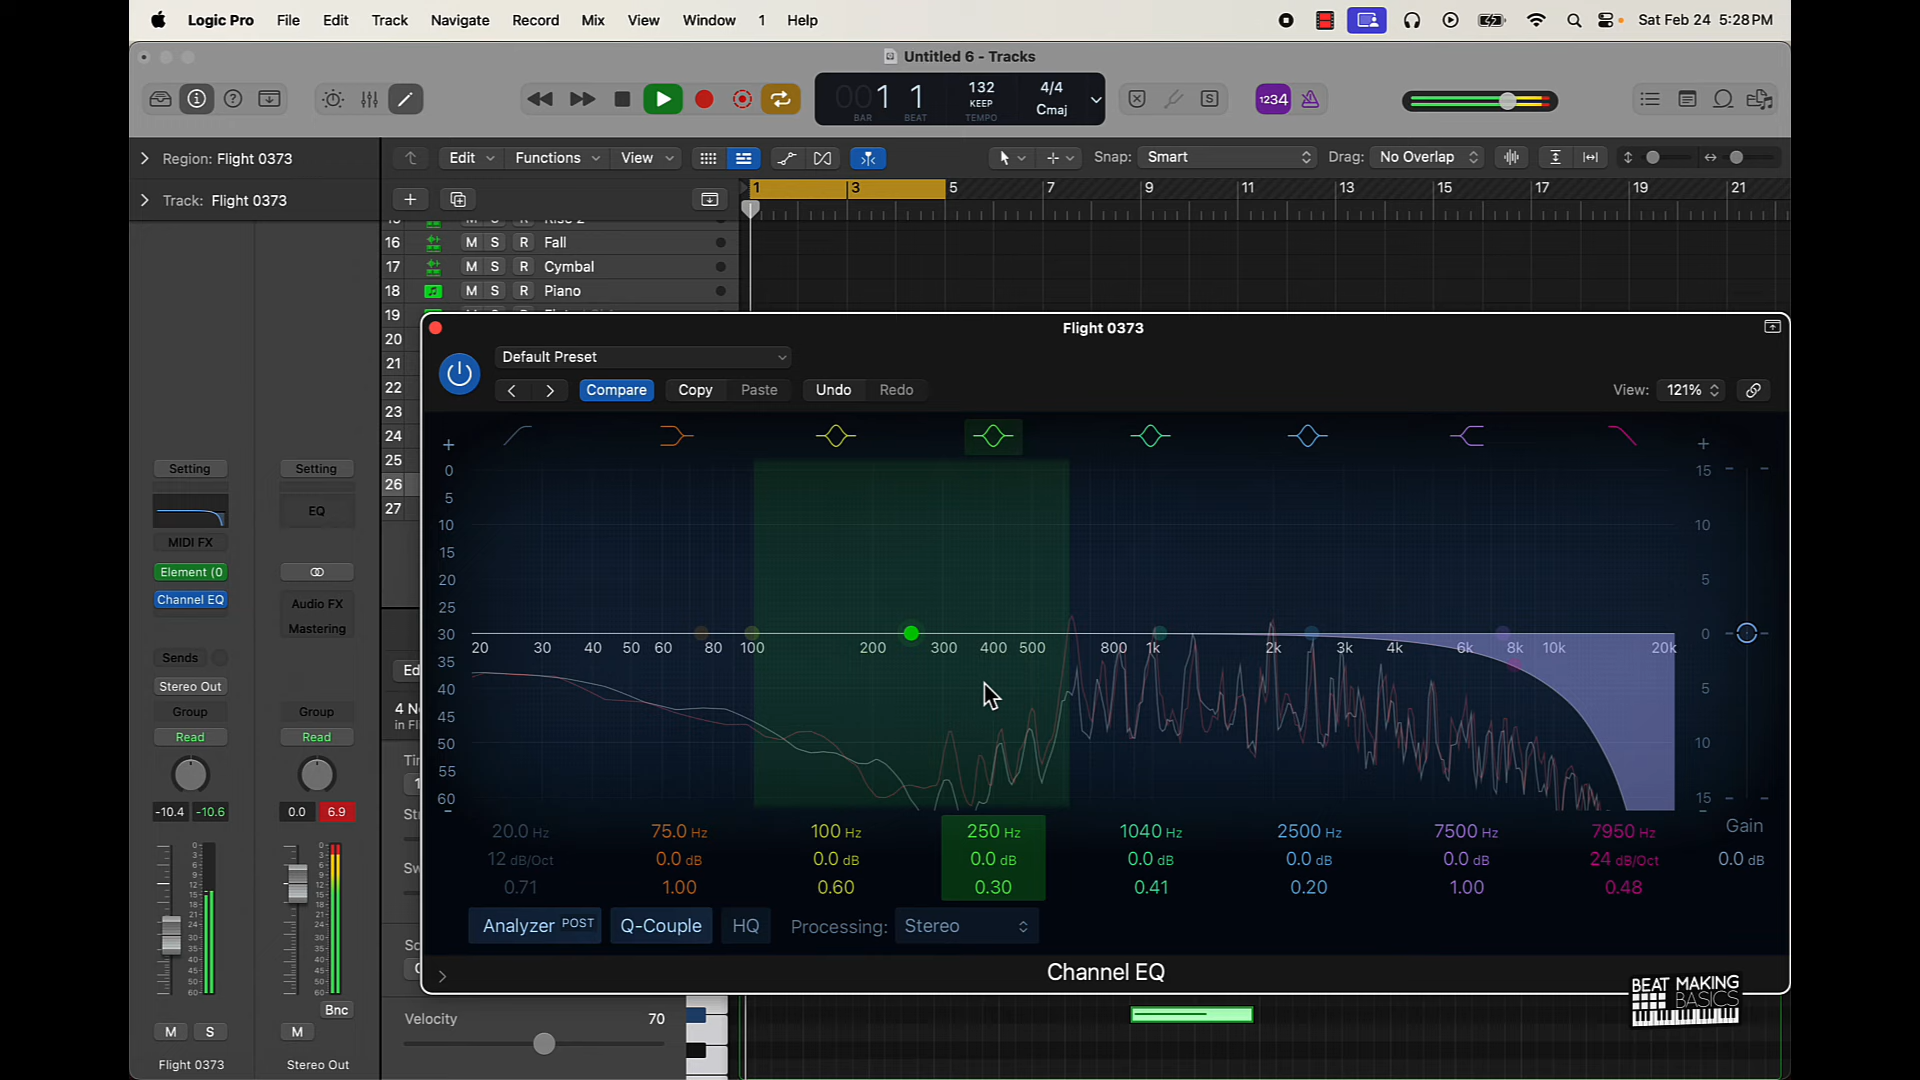 Logic Pro File Edit Track Navigate Record Mix View Window 1 Help
Sat Feb 24 5:28PM
Untitled 6 - Tracks
001 1
BAR BEAT
132
KEEP
TEMPO
4/4
Cmaj
1234
Region: Flight 0373
Track: Flight 0373
Edit Functions View
Snap: Smart
Drag: No Overlap
1 3 5 7 9 11 13 15 17 19 21
16 M S R Fall
17 M S R Cymbal
18 M S R Piano
19
20
21
22
23
24
25
26
27
Flight 0373
Default Preset
Compare Copy Paste Undo Redo
View: 121%
+ +
0 15
5
10 10
15
20 5
25
30 0
20 30 40 50 60 80 100 200 300 400 500 800 1k 2k 3k 4k 6k 8k 10k 20k
35
40 5
45
50 10
55
60 15
20.0 Hz 75.0 Hz 100 Hz 250 Hz 1040 Hz 2500 Hz 7500 Hz 7950 Hz Gain
12 dB/Oct 0.0 dB 0.0 dB 0.0 dB 0.0 dB 0.0 dB 0.0 dB 24 dB/Oct 0.0 dB
0.71 1.00 0.60 0.30 0.41 0.20 1.00 0.48
Analyzer POST Q-Couple HQ Processing: Stereo
Channel EQ
Setting Setting
EQ
MIDI FX
Element (0
Channel EQ
Audio FX
Mastering
Sends
Stereo Out
Group Group
Read Read
-10.4 -10.6 0.0 6.9
Bnc
M S M
Flight 0373 Stereo Out
Velocity 70
BEAT MAKING
BASICS